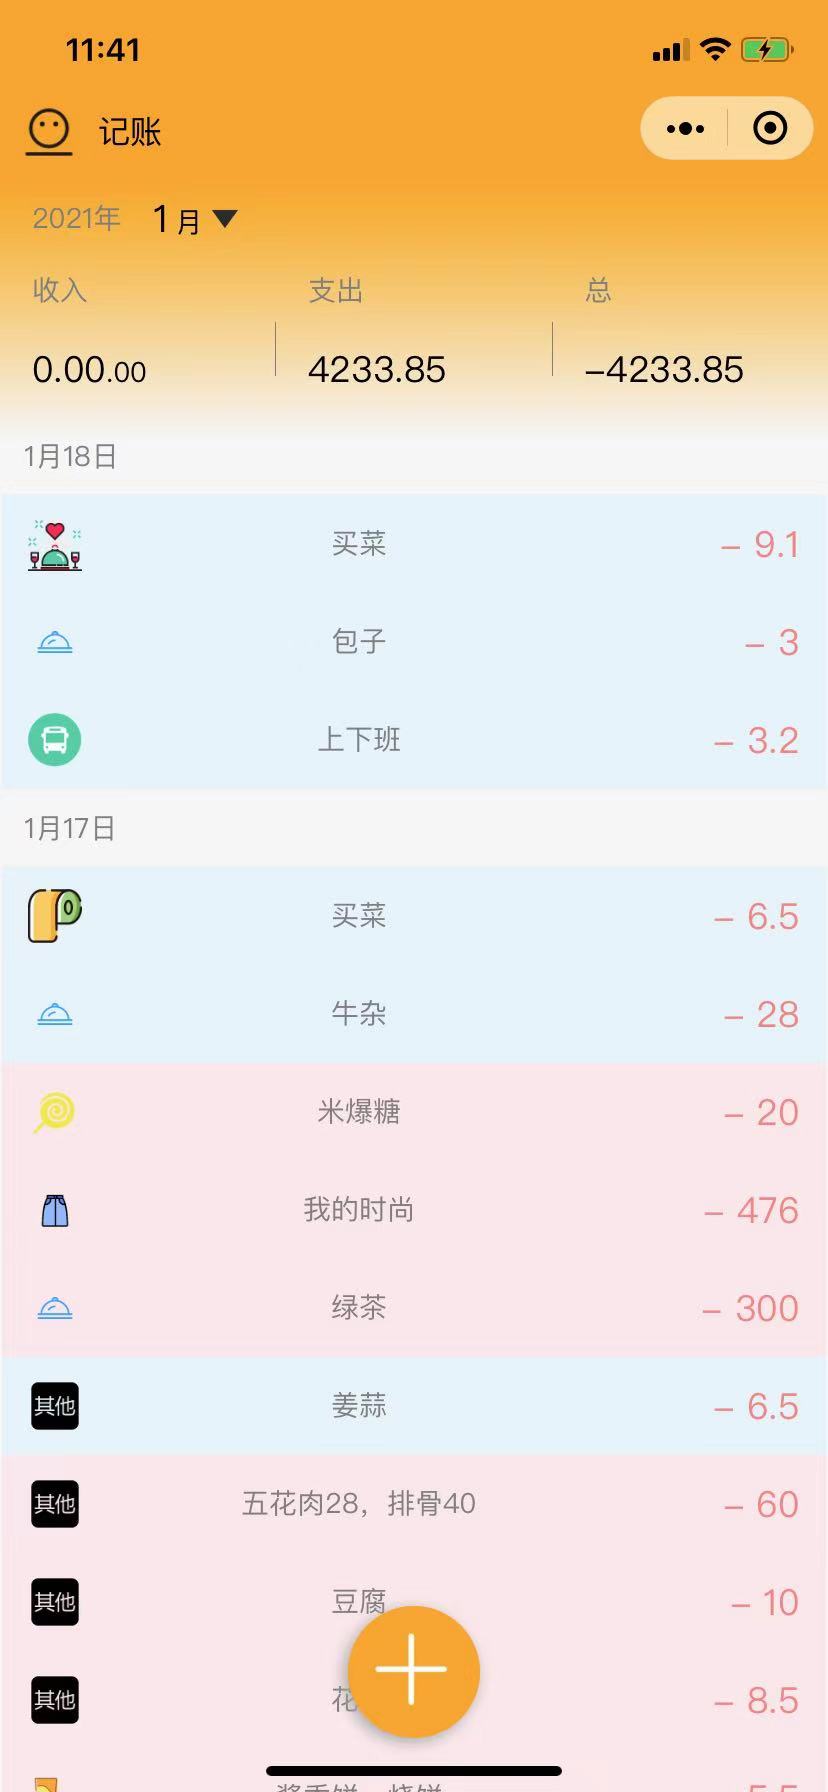 11:41
记账
2021年 1月
收入 支出 总
0.00.00 4233.85 -4233.85
1月18日
买菜 - 9.1
包子 - 3
上下班 - 3.2
1月17日
买菜 - 6.5
牛杂 - 28
米爆糖 - 20
我的时尚 - 476
绿茶 - 300
其他 姜蒜 - 6.5
其他 五花肉28，排骨40 - 60
其他 豆腐 - 10
其他 花 - 8.5